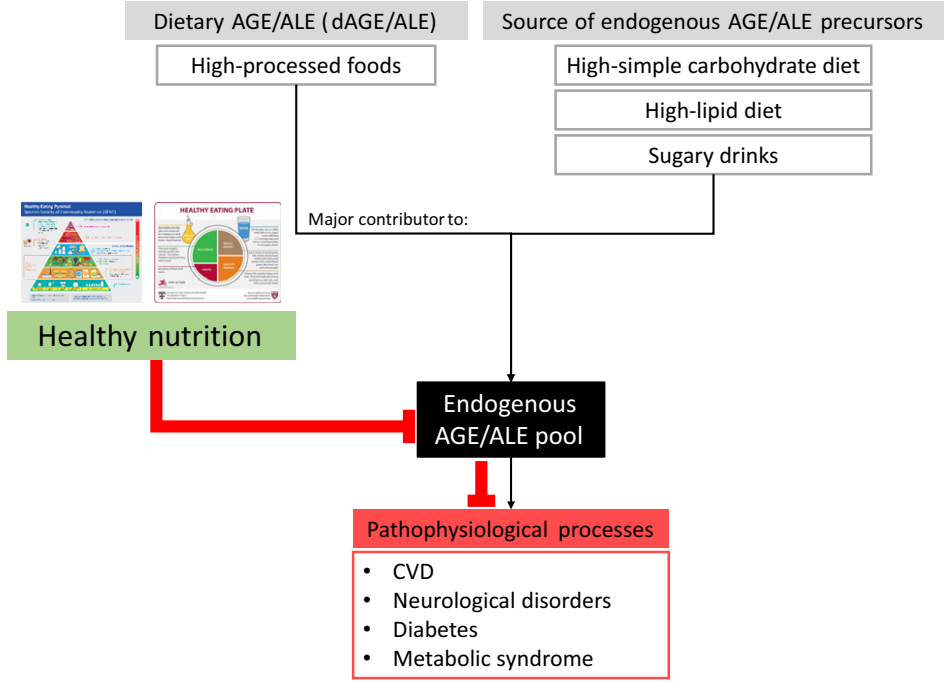 Dietary AGE/ALE (dAGE/ALE)
Source of endogenous AGE/ALE precursors
High-processed foods
High-simple carbohydrate diet
High-lipid diet
Sugary drinks
Major contributor to:
Healthy Eating Pyramid
HEALTHY EATING PLATE
Healthy nutrition
Endogenous
AGE/ALE pool
Pathophysiological processes
• CVD
• Neurological disorders
• Diabetes
• Metabolic syndrome